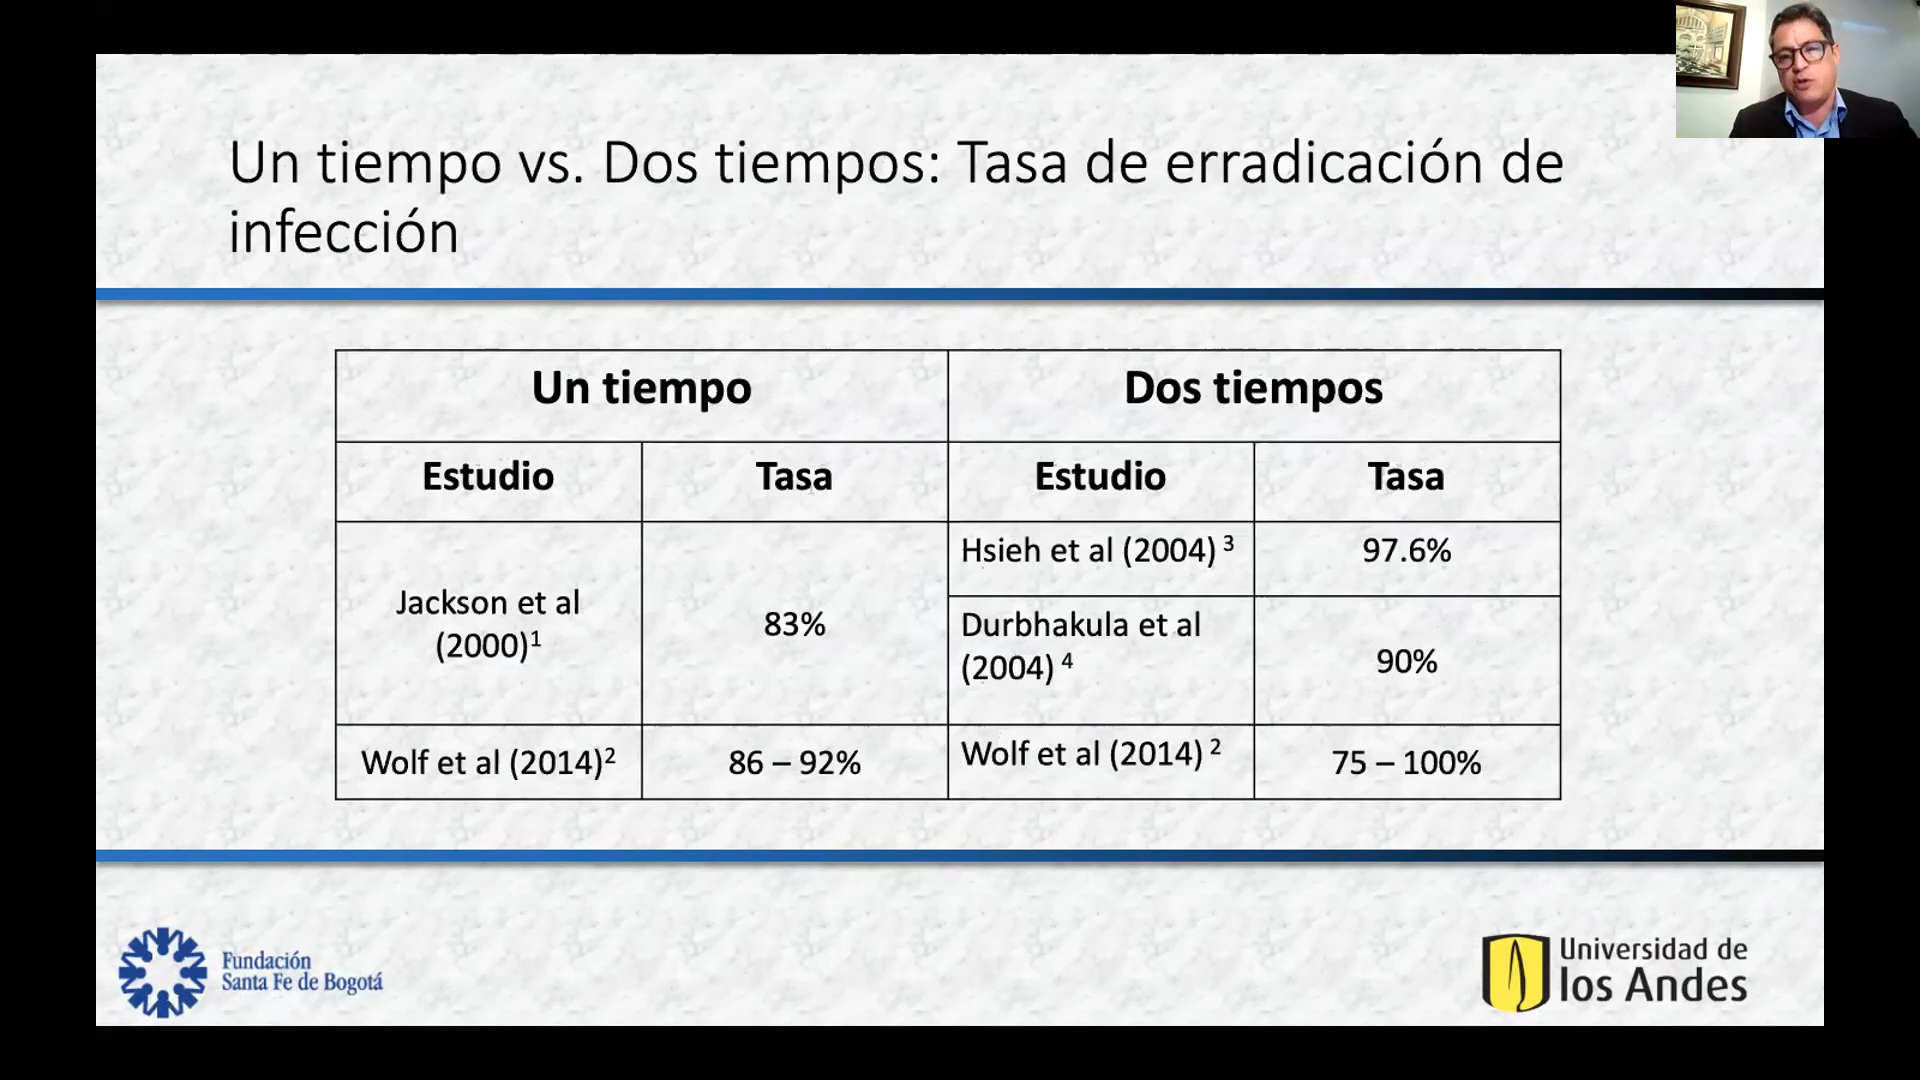 Un tiempo vs. Dos tiempos: Tasa de erradicación de
infección
Un tiempo
Dos tiempos
Estudio
Tasa
Estudio
Tasa
Jackson et al
(2000)1
83%
Hsieh et al (2004) 3
97.6%
Durbhakula et al
(2004) 4
90%
Wolf et al (2014)2
86 – 92%
Wolf et al (2014) 2
75 – 100%
Fundación
Santa Fe de Bogotá
Universidad de
los Andes